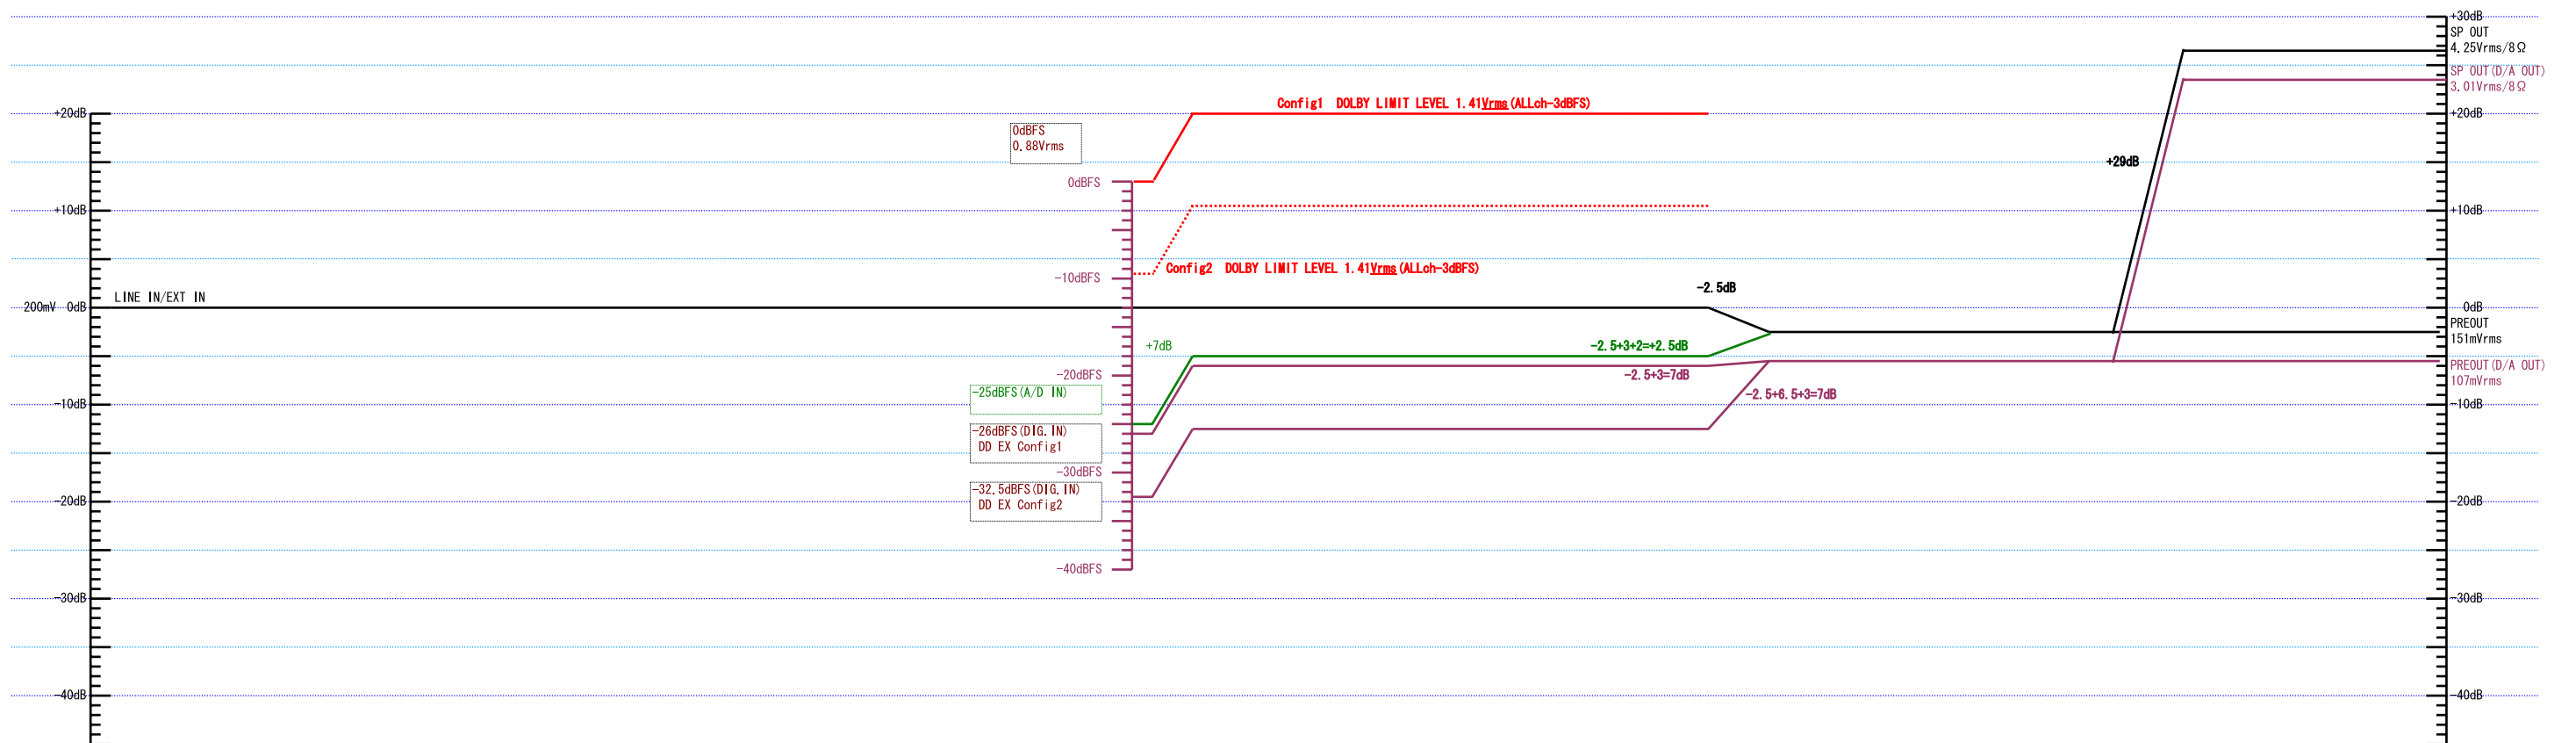 +30dB
SP OUT
4.25Vrms/8Ω
SP OUT(D/A OUT)
3.01Vrms/8Ω
+20dB
Config1 DOLBY LIMIT LEVEL 1.41Vrms(ALLch-3dBFS)
+20dB
0dBFS
0.88Vrms
+29dB
0dBFS
+10dB
+10dB
Config2 DOLBY LIMIT LEVEL 1.41Vrms(ALLch-3dBFS)
-10dBFS
-2.5dB
LINE IN/EXT IN
200mV 0dB
0dB
PREOUT
151mVrms
+7dB
-2.5+3+2=+2.5dB
-20dBFS
-2.5+3=7dB
PREOUT(D/A OUT)
107mVrms
-25dBFS(A/D IN)
-2.5+6.5+3=7dB
-10dB
-10dB
-26dBFS(DIG.IN)
DD EX Config1
-30dBFS
-32.5dBFS(DIG.IN)
DD EX Config2
-20dB
-20dB
-40dBFS
-30dB
-30dB
-40dB
-40dB